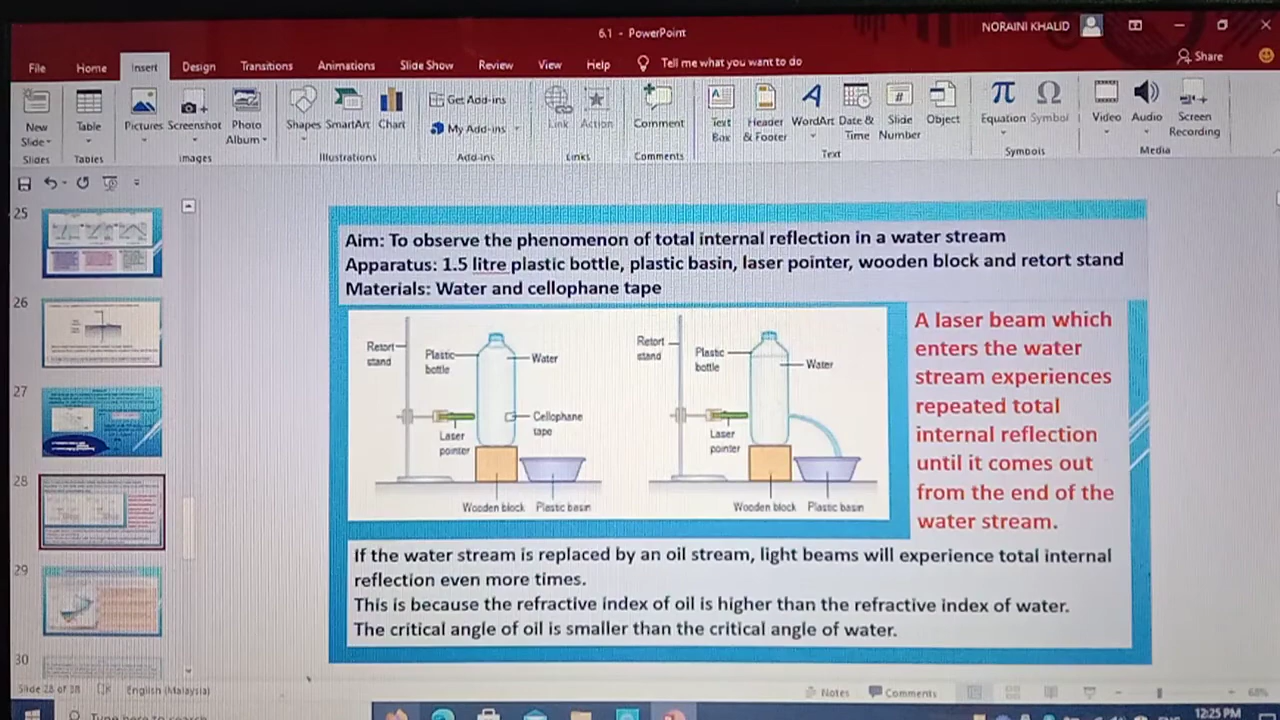 6.1 - PowerPoint
NORAINI KHALID
File Home Insert Design Transitions Animations Slide Show Review View Help Tell me what you want to do
Share
New Slide
Table
Pictures Screenshot Photo Album
Shapes SmartArt Chart
Get Add-ins
My Add-ins
Link Action
Comment
Text Box Header & Footer WordArt Date & Time Slide Number Object
Equation Symbol
Video Audio Screen Recording
Slides Tables Images Illustrations Add-ins Links Comments Text Symbols Media
25
26
27
28
29
30
Aim: To observe the phenomenon of total internal reflection in a water stream
Apparatus: 1.5 litre plastic bottle, plastic basin, laser pointer, wooden block and retort stand
Materials: Water and cellophane tape
Retort stand
Plastic bottle
Water
Cellophane tape
Laser pointer
Wooden block Plastic basin
Retort stand
Plastic bottle
Water
Laser pointer
Wooden block Plastic basin
A laser beam which
enters the water
stream experiences
repeated total
internal reflection
until it comes out
from the end of the
water stream.
If the water stream is replaced by an oil stream, light beams will experience total internal
reflection even more times.
This is because the refractive index of oil is higher than the refractive index of water.
The critical angle of oil is smaller than the critical angle of water.
Slide 28 of 38 English (Malaysia)
Notes Comments
68%
Type here to search
12:25 PM